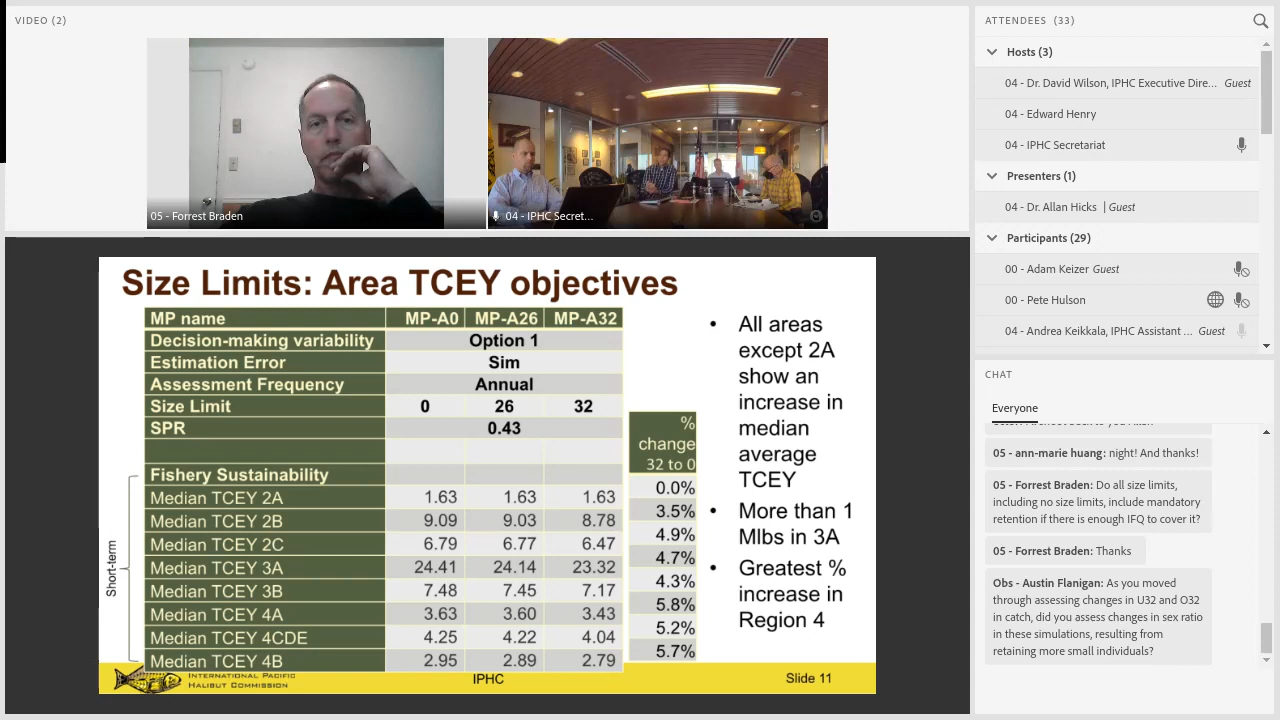 VIDEO (2)
05 - Forrest Braden
04 - IPHC Secret...
Size Limits: Area TCEY objectives
MP name MP-A0 MP-A26 MP-A32
Decision-making variability Option 1
Estimation Error Sim
Assessment Frequency Annual
Size Limit 0 26 32
SPR 0.43
% change 32 to 0
Fishery Sustainability
Short-term
Median TCEY 2A 1.63 1.63 1.63 0.0%
Median TCEY 2B 9.09 9.03 8.78 3.5%
Median TCEY 2C 6.79 6.77 6.47 4.9%
Median TCEY 3A 24.41 24.14 23.32 4.7%
Median TCEY 3B 7.48 7.45 7.17 4.3%
Median TCEY 4A 3.63 3.60 3.43 5.8%
Median TCEY 4CDE 4.25 4.22 4.04 5.2%
Median TCEY 4B 2.95 2.89 2.79 5.7%
• All areas
except 2A
show an
increase in
median
average
TCEY
• More than 1
Mlbs in 3A
• Greatest %
increase in
Region 4
INTERNATIONAL PACIFIC
HALIBUT COMMISSION
IPHC
Slide 11
ATTENDEES (33)
Hosts (3)
04 - Dr. David Wilson, IPHC Executive Dire... Guest
04 - Edward Henry
04 - IPHC Secretariat
Presenters (1)
04 - Dr. Allan Hicks | Guest
Participants (29)
00 - Adam Keizer Guest
00 - Pete Hulson
04 - Andrea Keikkala, IPHC Assistant ... Guest
CHAT
Everyone
05 - ann-marie huang: night! And thanks!
05 - Forrest Braden: Do all size limits,
including no size limits, include mandatory
retention if there is enough IFQ to cover it?
05 - Forrest Braden: Thanks
Obs - Austin Flanigan: As you moved
through assessing changes in U32 and O32
in catch, did you assess changes in sex ratio
in these simulations, resulting from
retaining more small individuals?